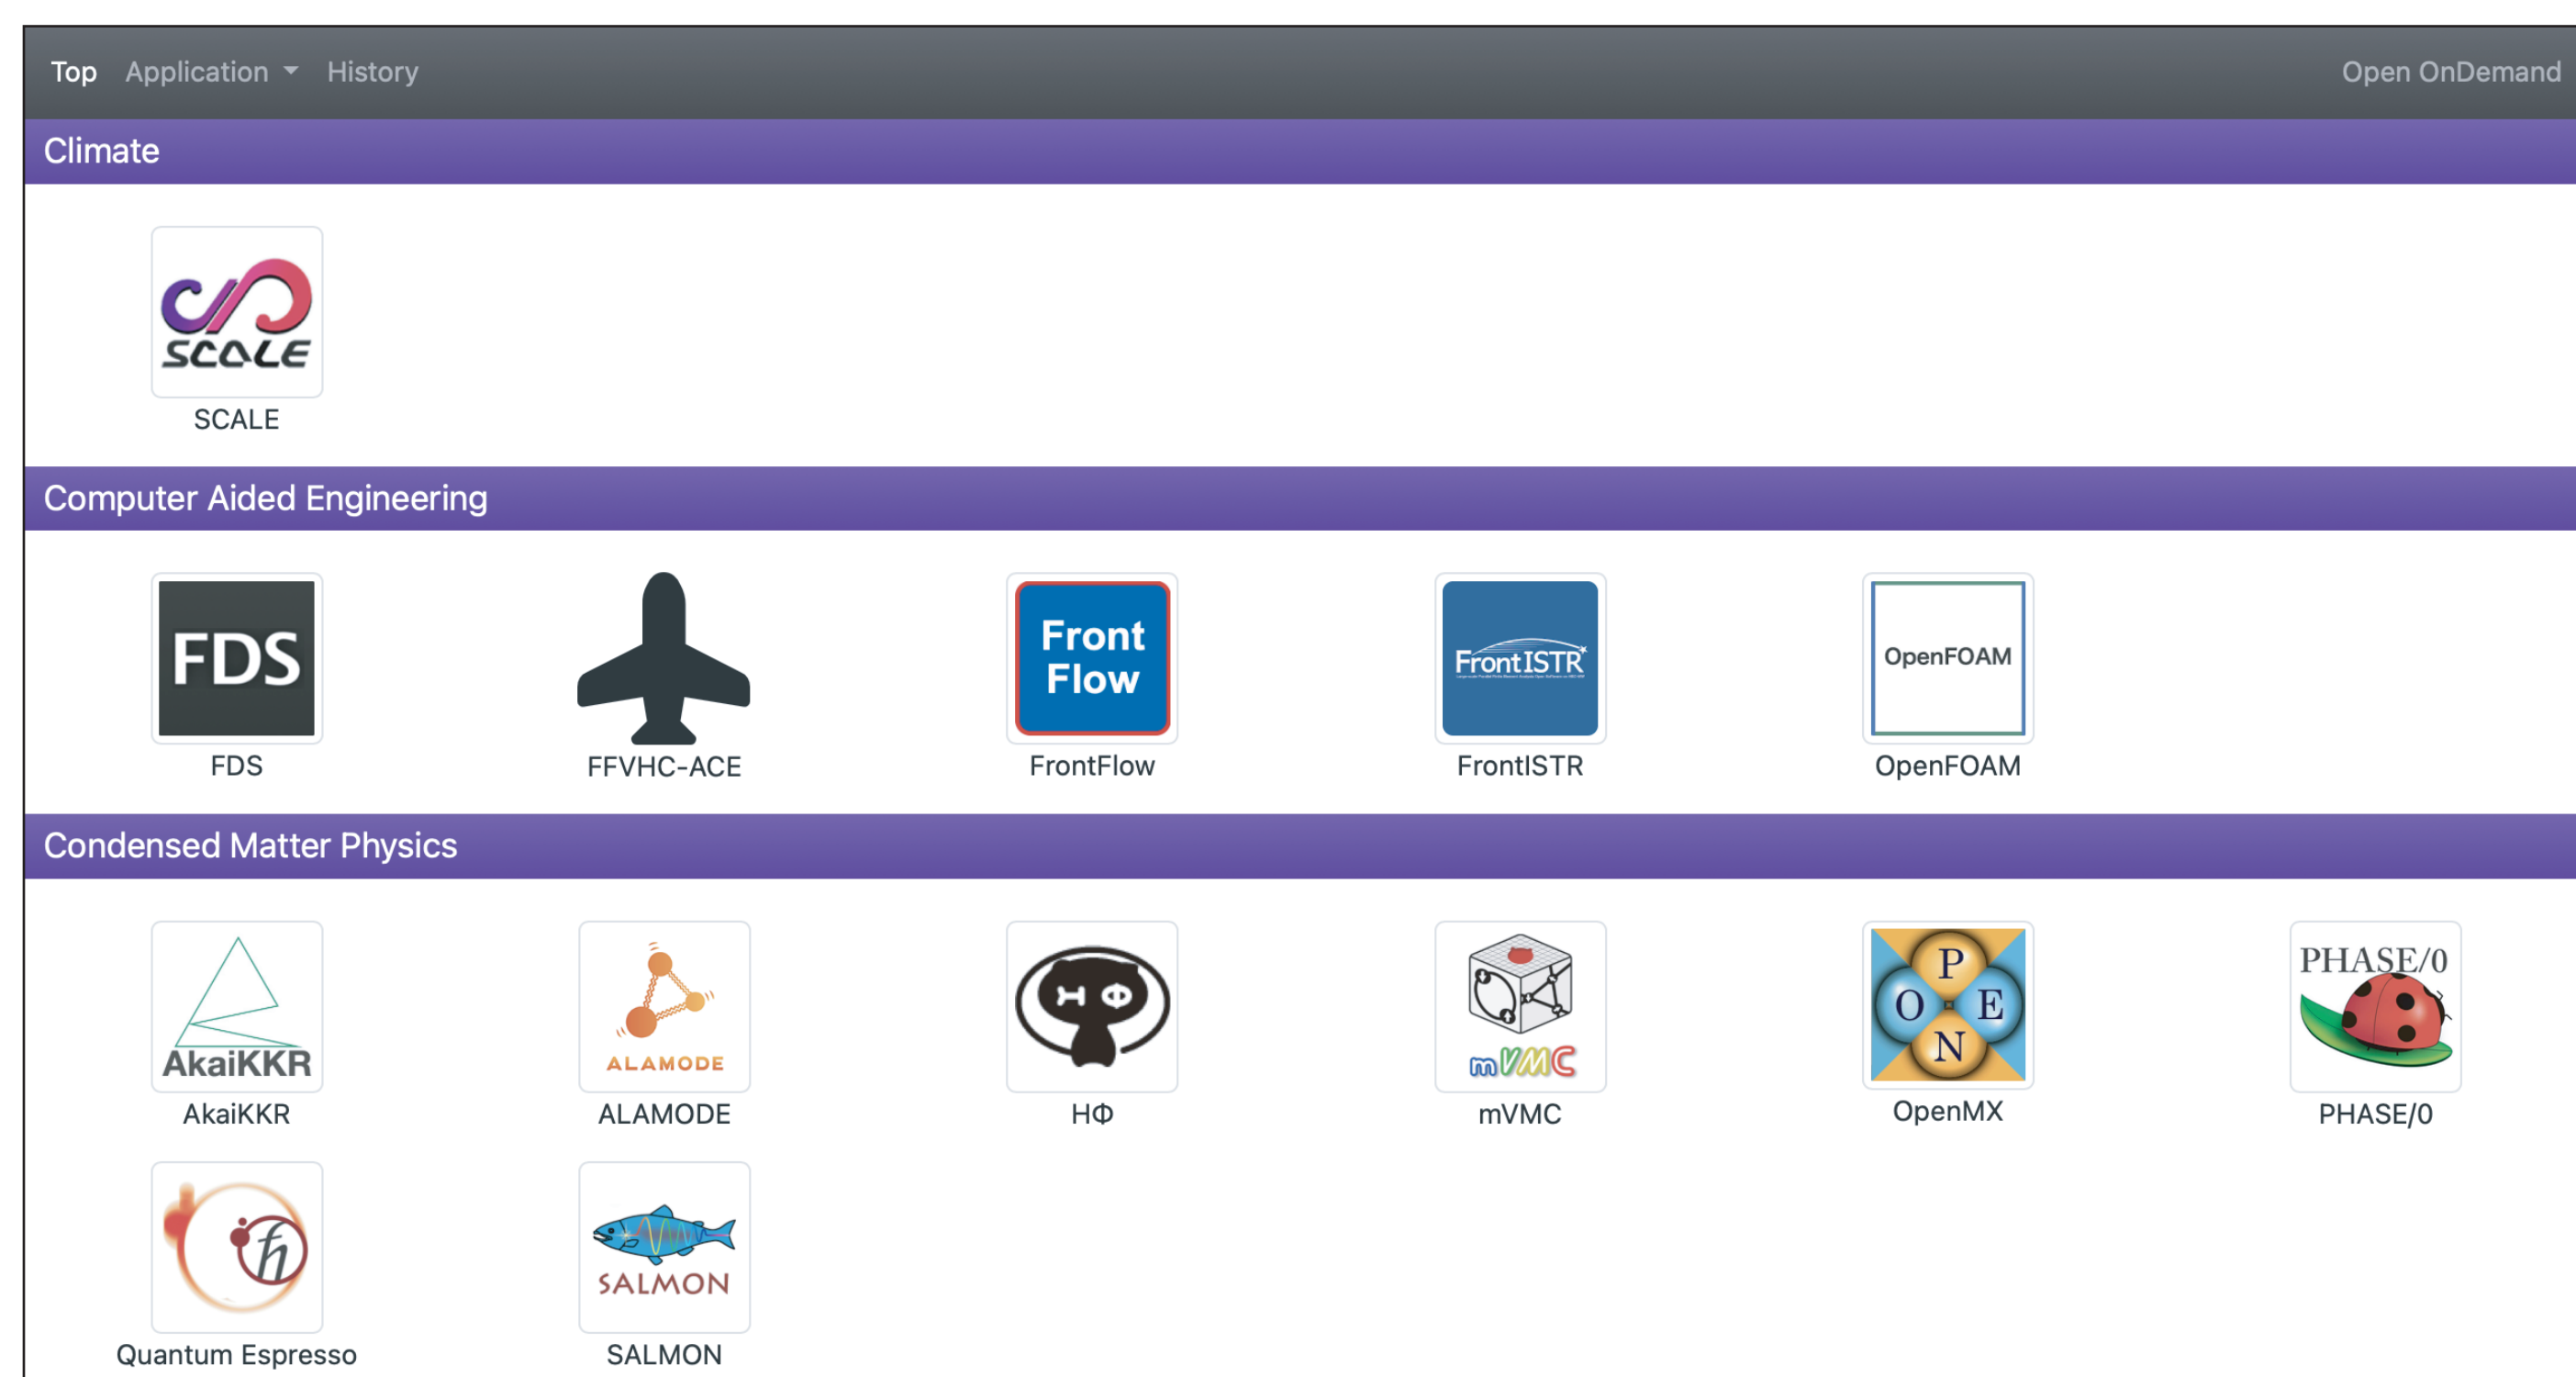 Top Application History Open OnDemand
Climate
SCALE
SCALE
Computer Aided Engineering
FDS
Front
Flow
FrontISTR
OpenFOAM
FDS FFVHC-ACE FrontFlow FrontISTR OpenFOAM
Condensed Matter Physics
AkaiKKR
ALAMODE
H Φ
mVMC
P
O E
N
PHASE/0
AkaiKKR ALAMODE HΦ mVMC OpenMX PHASE/0
ħ
SALMON
Quantum Espresso SALMON